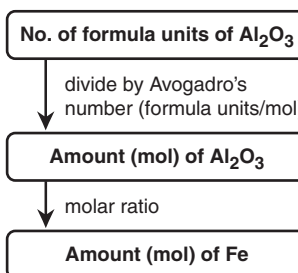 No. of formula units of Al₂O₃
divide by Avogadro's
number (formula units/mol
Amount (mol) of Al₂O₃
molar ratio
Amount (mol) of Fe